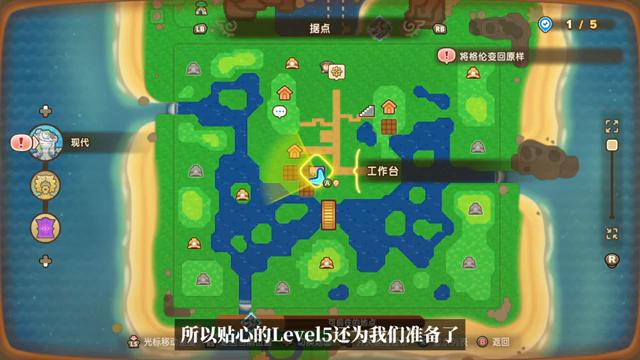 LB
据点
RB
1 / 5
将格伦变回原样
现代
工作台
A
R
所以贴心的Level5还为我们准备了
光标移动
B 返回